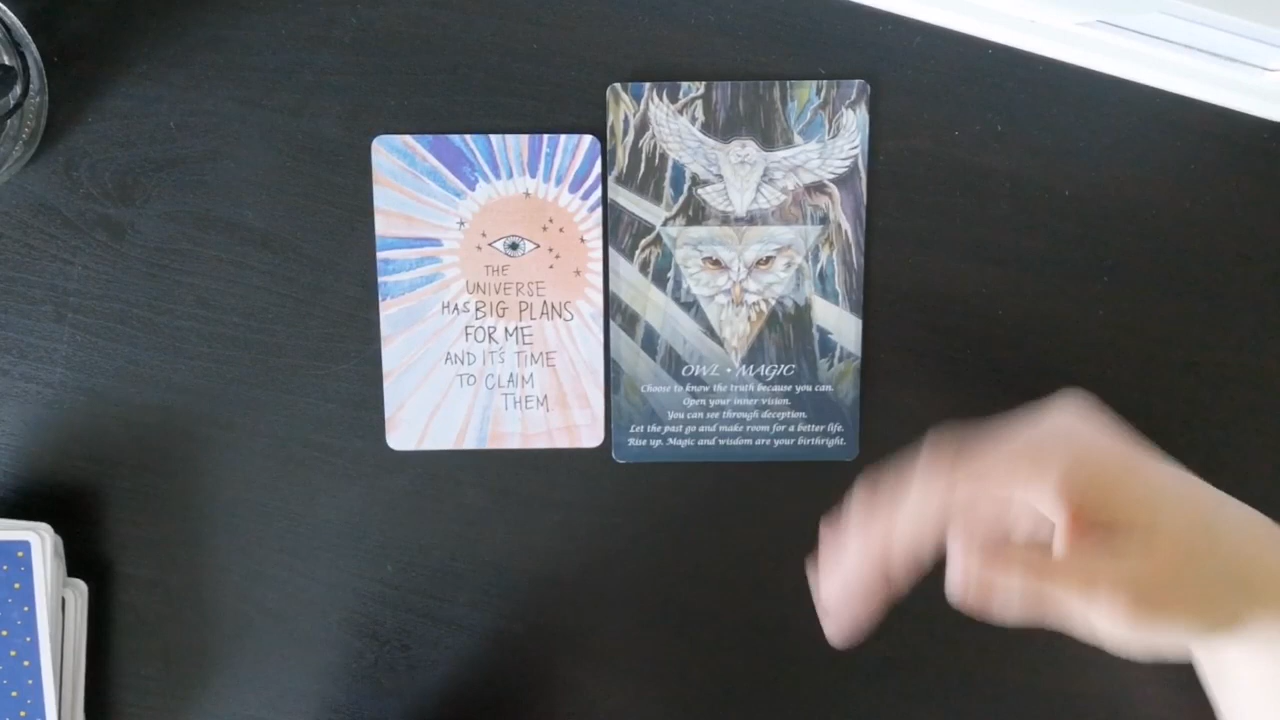 THE
UNIVERSE
HAS BIG PLANS
FOR ME
AND IT'S TIME
TO CLAIM
THEM.
OWL • MAGIC
Choose to know the truth because you can.
Open your inner vision.
You can see through deception.
Let the past go and make room for a better life.
Rise up. Magic and wisdom are your birthright.